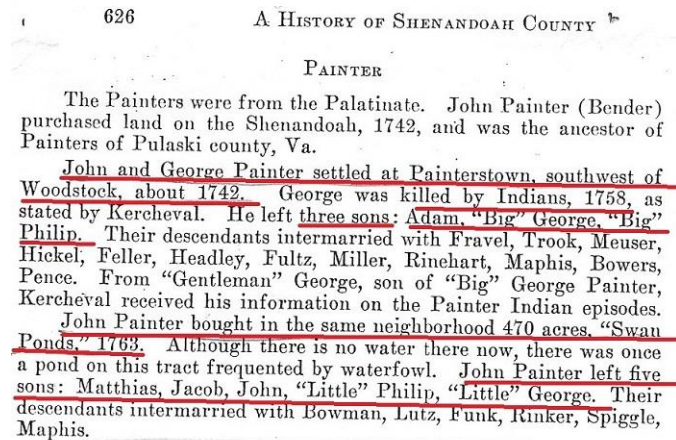 626 A HISTORY OF SHENANDOAH COUNTY
PAINTER
The Painters were from the Palatinate. John Painter (Bender)
purchased land on the Shenandoah, 1742, and was the ancestor of
Painters of Pulaski county, Va.
John and George Painter settled at Painterstown, southwest of
Woodstock, about 1742. George was killed by Indians, 1758, as
stated by Kercheval. He left three sons: Adam, "Big" George, "Big"
Philip. Their descendants intermarried with Fravel, Trook, Meuser,
Hickel, Feller, Headley, Fultz, Miller, Rinehart, Maphis, Bowers,
Pence. From "Gentleman" George, son of "Big" George Painter,
Kercheval received his information on the Painter Indian episodes.
John Painter bought in the same neighborhood 470 acres, "Swan
Ponds," 1763. Although there is no water there now, there was once
a pond on this tract frequented by waterfowl. John Painter left five
sons: Matthias, Jacob, John, "Little" Philip, "Little" George. Their
descendants intermarried with Bowman, Lutz, Funk, Rinker, Spiggle,
Maphis.